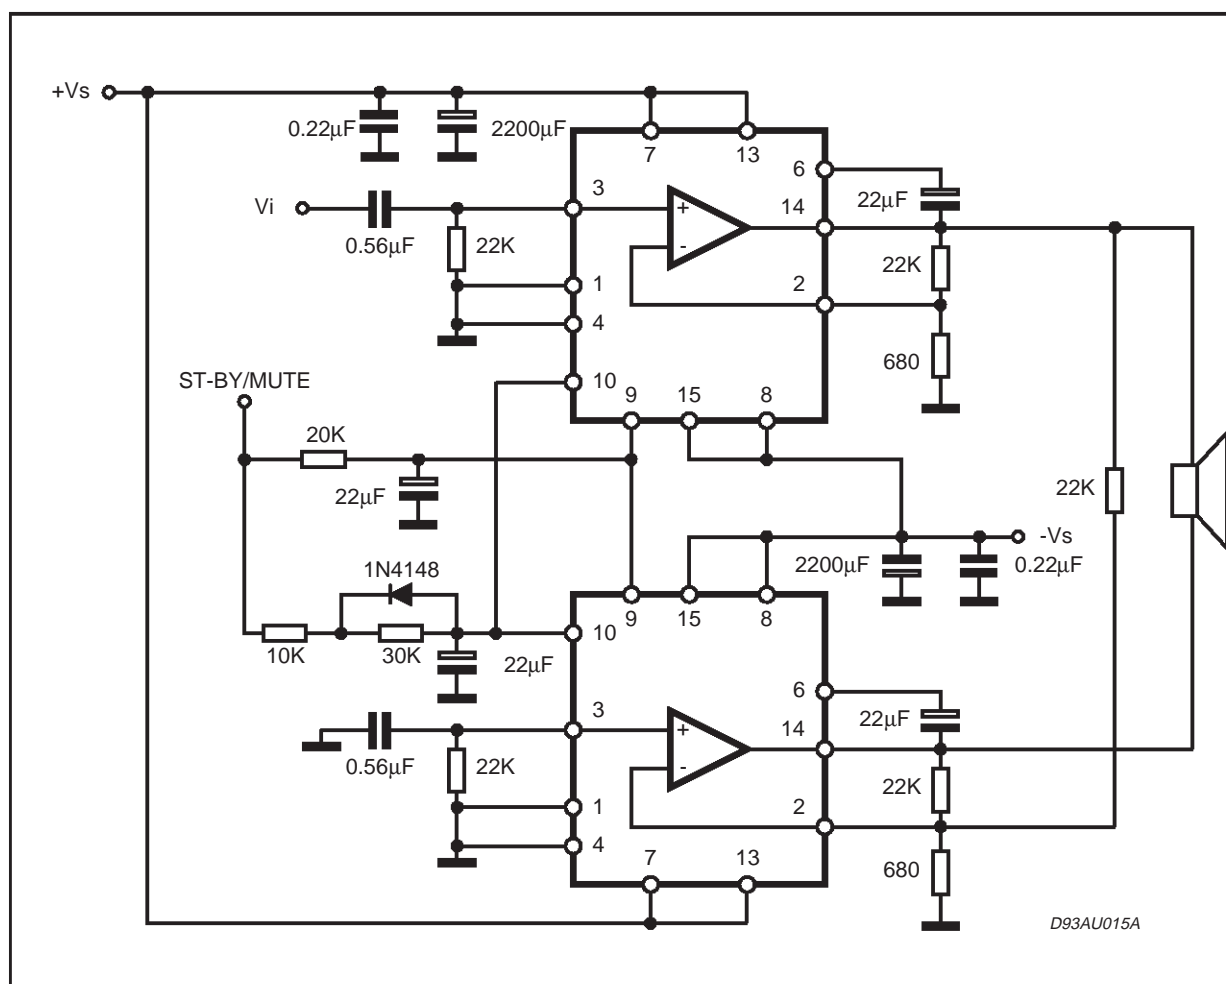 +Vs
0.22µF
2200µF
7
13
6
Vi
3
22µF
14
+
0.56µF
22K
-
22K
1
2
4
680
ST-BY/MUTE
10
9
15
8
20K
22µF
22K
-Vs
1N4148
2200µF
0.22µF
9
15
8
10
10K
30K
22µF
6
3
22µF
14
+
0.56µF
22K
-
22K
1
2
4
7
13
680
D93AU015A